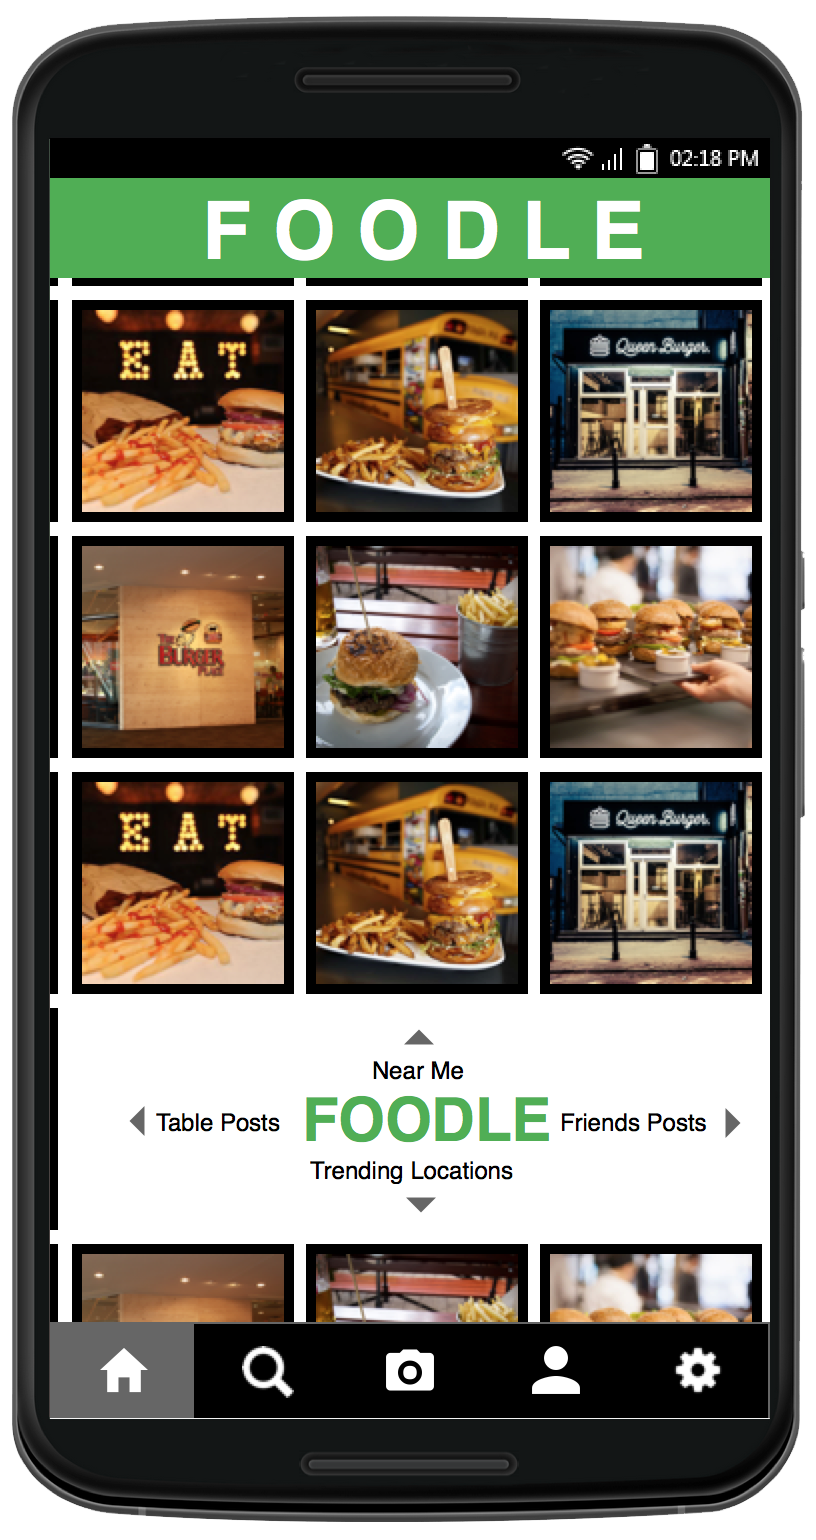 02:18 PM
FOODLE
EAT
Queen Burger.
THE
BURGER
PLACE
EAT
Queen Burger.
Near Me
Table Posts FOODLE Friends Posts
Trending Locations